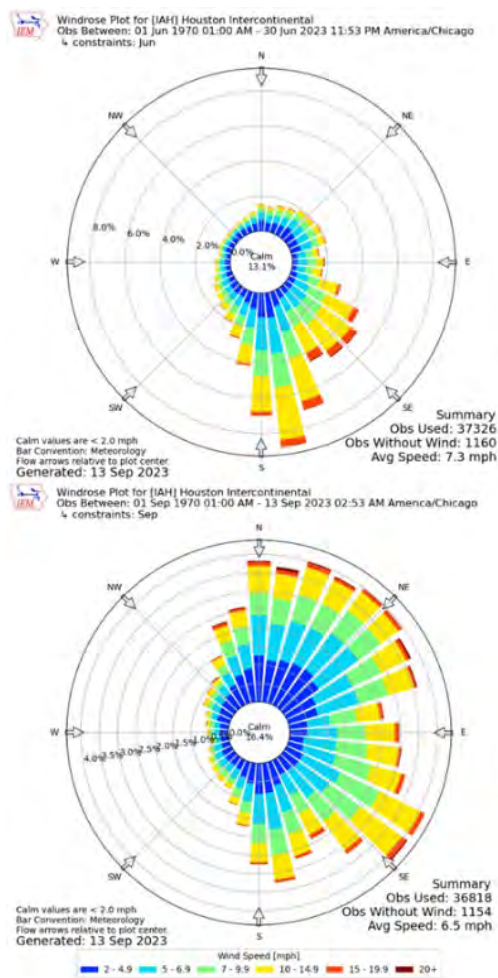 IEM
Windrose Plot for [IAH] Houston Intercontinental
Obs Between: 01 Jun 1970 01:00 AM - 30 Jun 2023 11:53 PM America/Chicago
↳ constraints: Jun
N
NW
NE
8.0%
6.0%
4.0%
2.0%
0.0%
Calm
13.1%
W
E
SW
SE
S
Calm values are < 2.0 mph
Bar Convention: Meteorology
Flow arrows relative to plot center.
Generated: 13 Sep 2023
Summary
Obs Used: 37326
Obs Without Wind: 1160
Avg Speed: 7.3 mph
IEM
Windrose Plot for [IAH] Houston Intercontinental
Obs Between: 01 Sep 1970 01:00 AM - 13 Sep 2023 02:53 AM America/Chicago
↳ constraints: Sep
N
NW
NE
4.0%
3.5%
3.0%
2.5%
2.0%
1.5%
1.0%
0.0%
Calm
16.4%
W
E
SW
SE
S
Calm values are < 2.0 mph
Bar Convention: Meteorology
Flow arrows relative to plot center.
Generated: 13 Sep 2023
Summary
Obs Used: 36818
Obs Without Wind: 1154
Avg Speed: 6.5 mph
Wind Speed [mph]
2 - 4.9 5 - 6.9 7 - 9.9 10 - 14.9 15 - 19.9 20+